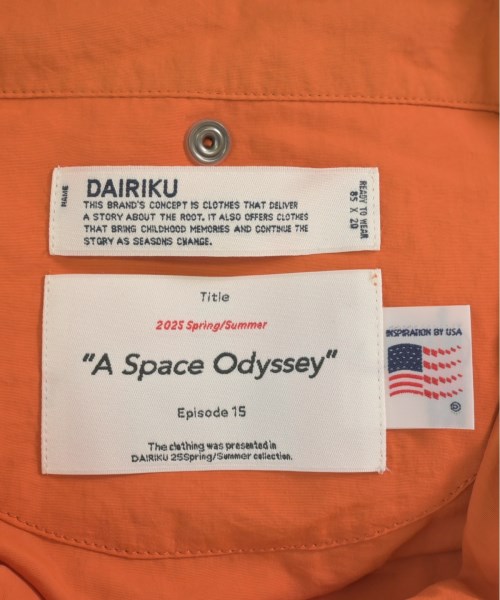 NAME
DAIRIKU
THIS BRAND'S CONCEPT IS CLOTHES THAT DELIVER
A STORY ABOUT THE ROOT. IT ALSO OFFERS CLOTHES
THAT BRING CHILDHOOD MEMORIES AND CONTINUE THE
STORY AS SEASONS CHANGE.
READY TO WEAR
85 X 20
Title
2025 Spring/Summer
"A Space Odyssey"
Episode 15
The clothing was presented in
DAIRIKU 25Spring/Summer collection.
INSPIRATION BY USA
®